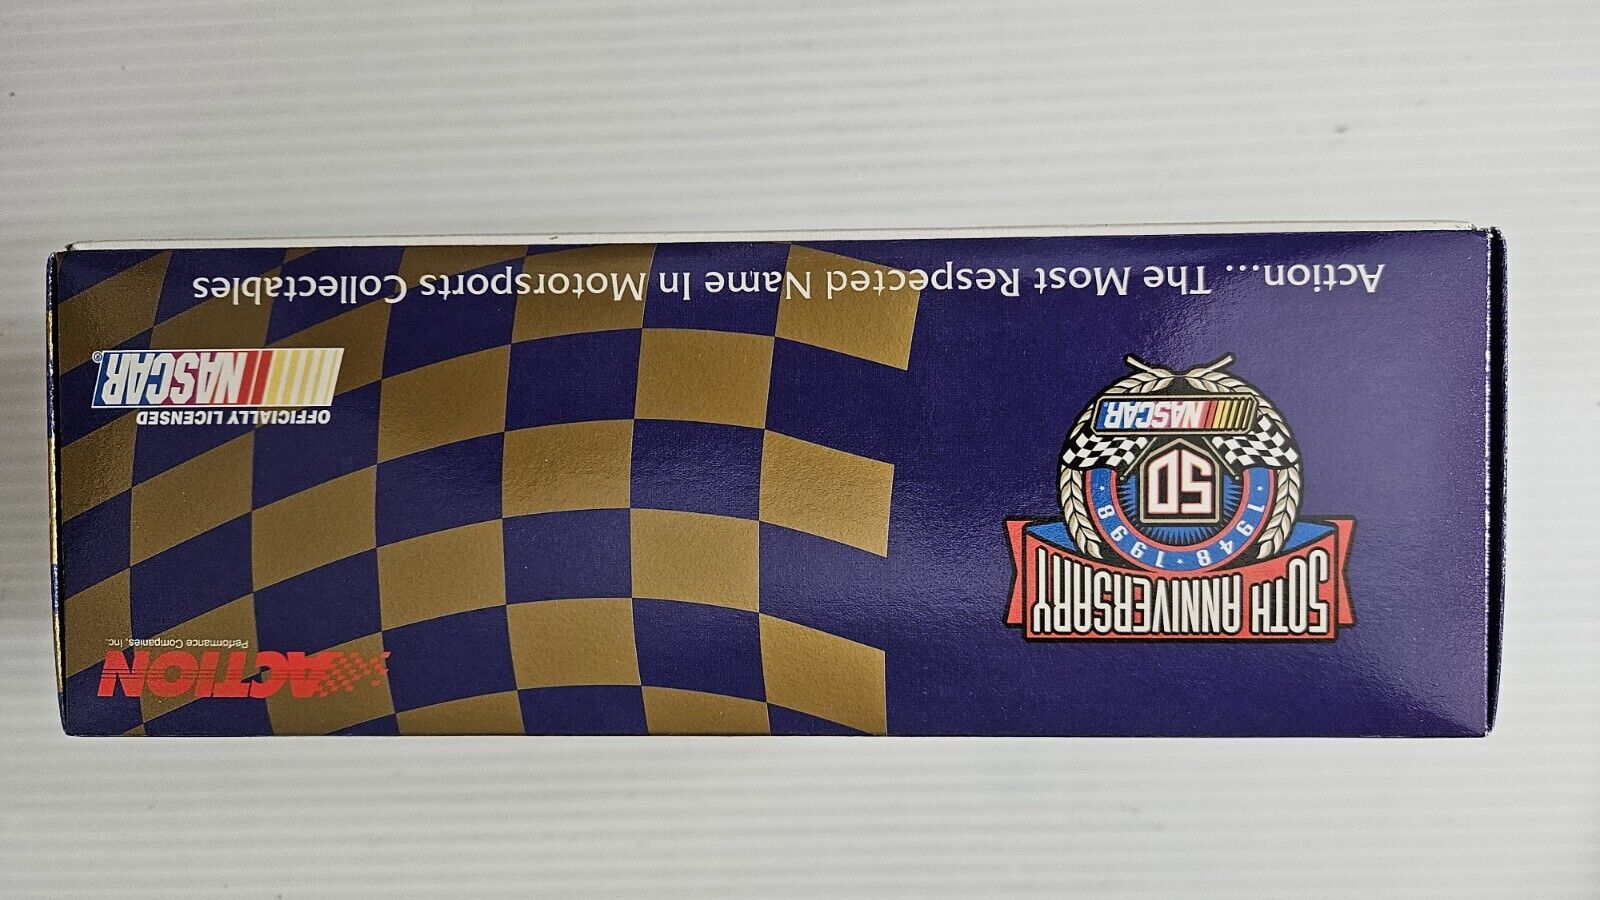 50TH ANNIVERSARY
1948 · 1998
50
NASCAR
ACTION
Performance Companies, Inc.
OFFICIALLY LICENSED
NASCAR®
Action... The Most Respected Name In Motorsports Collectables